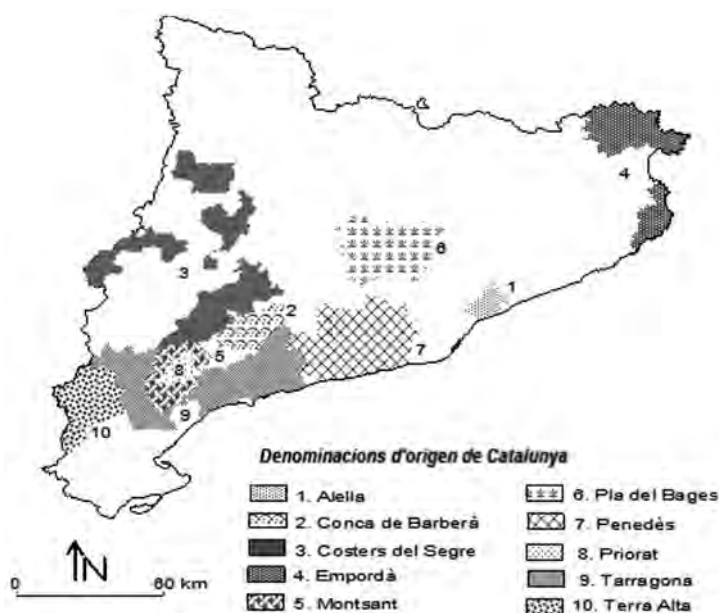 4
6
3
1
2
5
7
8
9
10
Denominacions d'origen de Catalunya
1. Alella
2. Conca de Barberà
3. Costers del Segre
4. Empordà
5. Montsant
6. Pla del Bages
7. Penedès
8. Priorat
9. Tarragona
10. Terra Alta
N
0 60 km